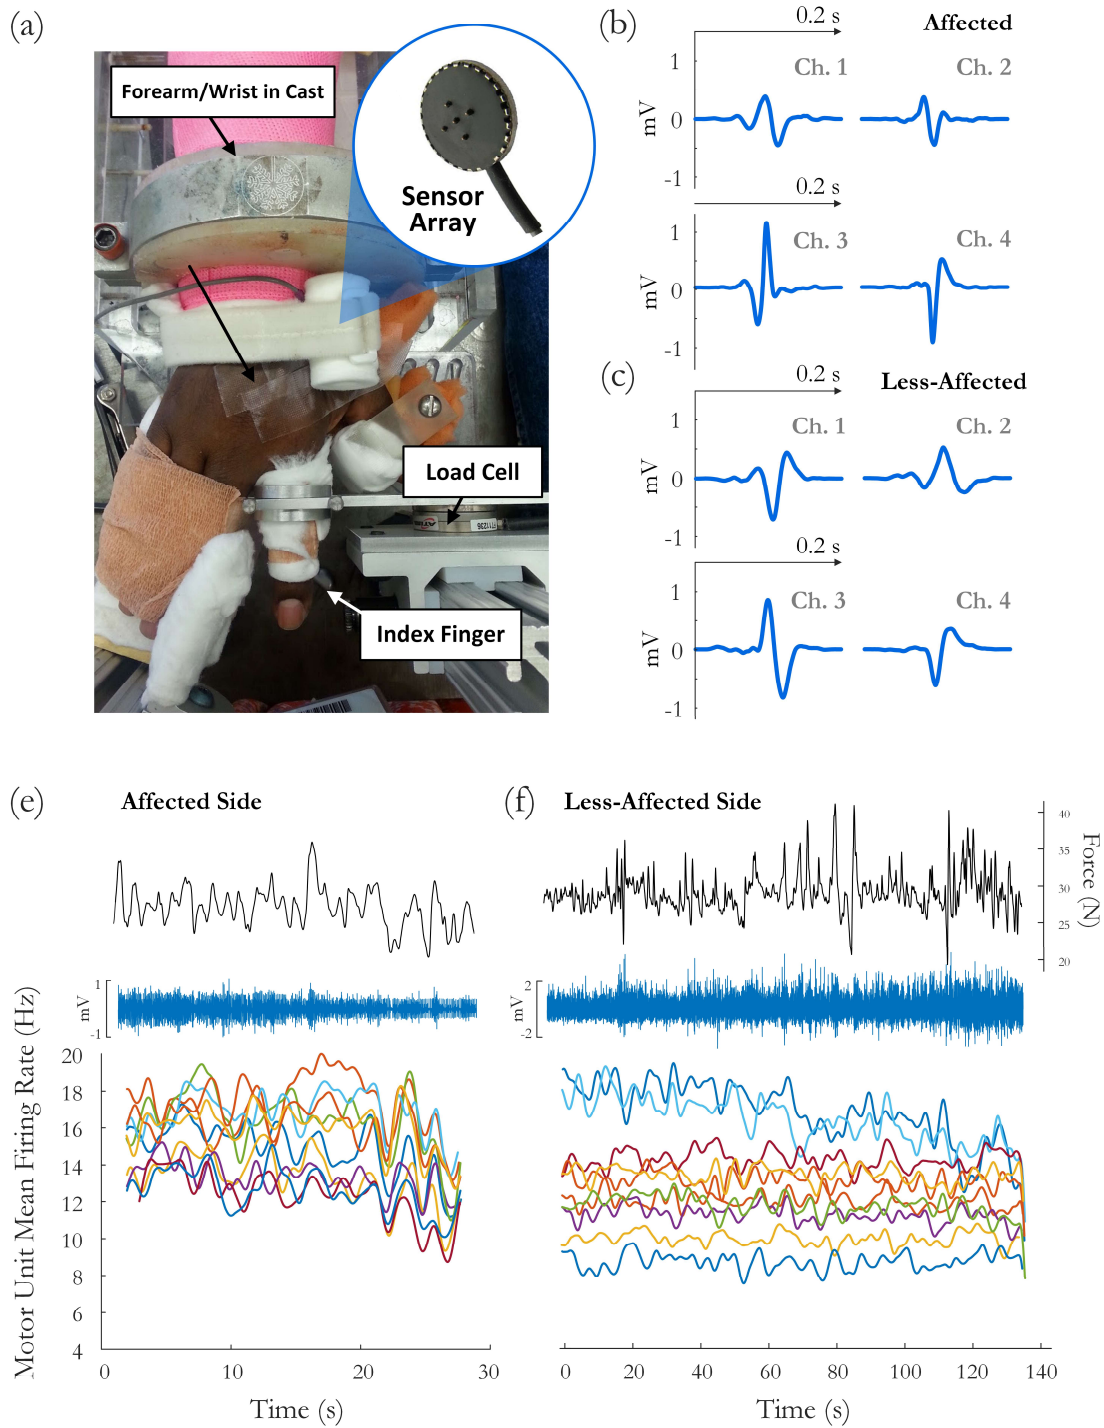 (a)
Forearm/Wrist in Cast
Sensor
Array
Load Cell
FT11236
Index Finger
(b)
0.2 s
Affected
1
0
-1
mV
Ch. 1
Ch. 2
0.2 s
1
0
-1
mV
Ch. 3
Ch. 4
(c)
0.2 s
Less-Affected
1
0
-1
mV
Ch. 1
Ch. 2
0.2 s
1
0
-1
mV
Ch. 3
Ch. 4
(e)
Affected Side
1
-1
mV
Motor Unit Mean Firing Rate (Hz)
20
18
16
14
12
10
8
6
4
0
10
20
30
Time (s)
(f)
Less-Affected Side
40
35
30
25
20
Force (N)
2
-2
mV
0
20
40
60
80
100
120
140
Time (s)